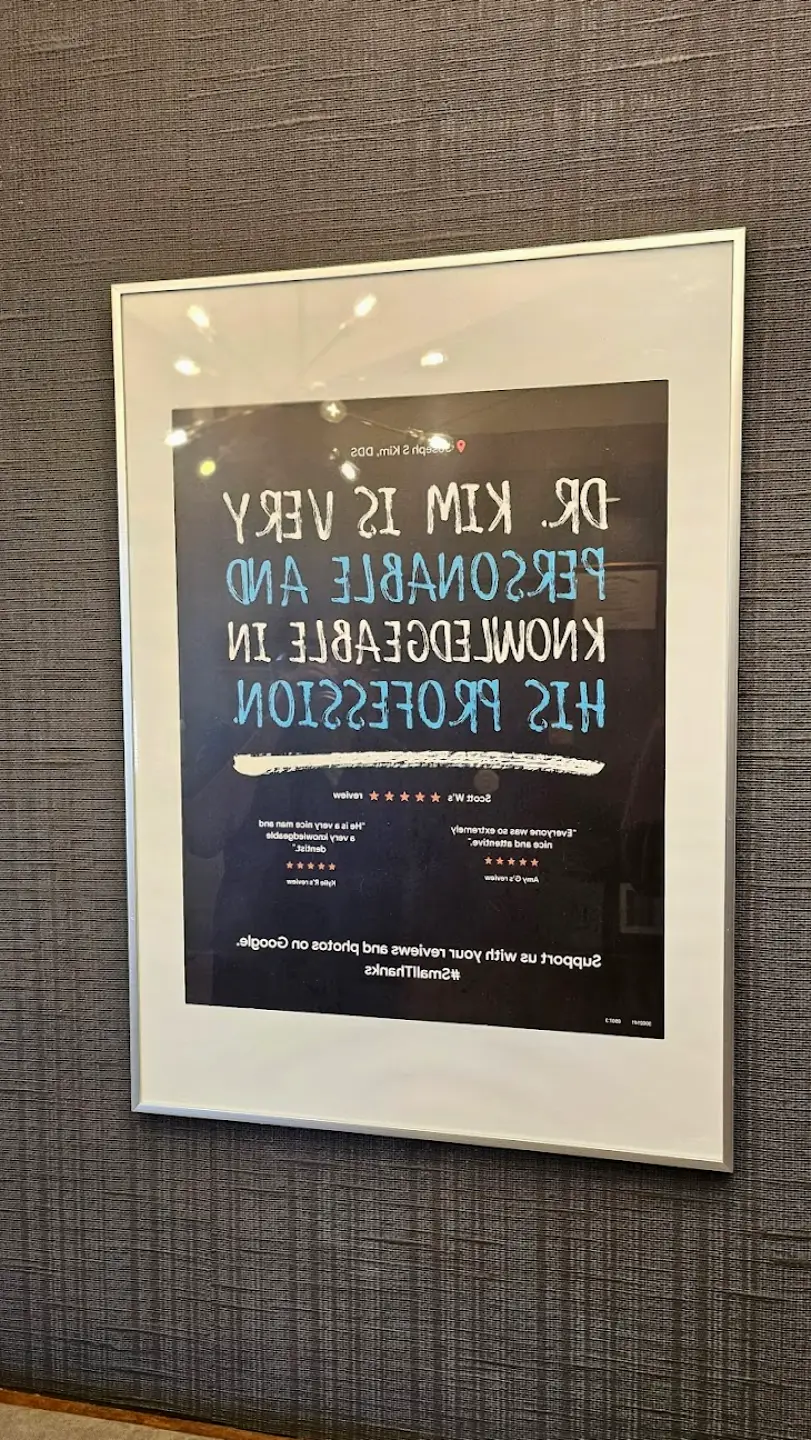 Joseph S Kim, DDS
DR. KIM IS VERY
PERSONABLE AND
KNOWLEDGEABLE IN
HIS PROFESSION.
Scott W's ★★★★★ review
"Everyone was so extremely
nice and attentive."
★★★★★
Amy G's review
"He is a very nice man and
a very knowledgeable
dentist."
★★★★★
Kylie R's review
Support us with your reviews and photos on Google.
#SmallThanks